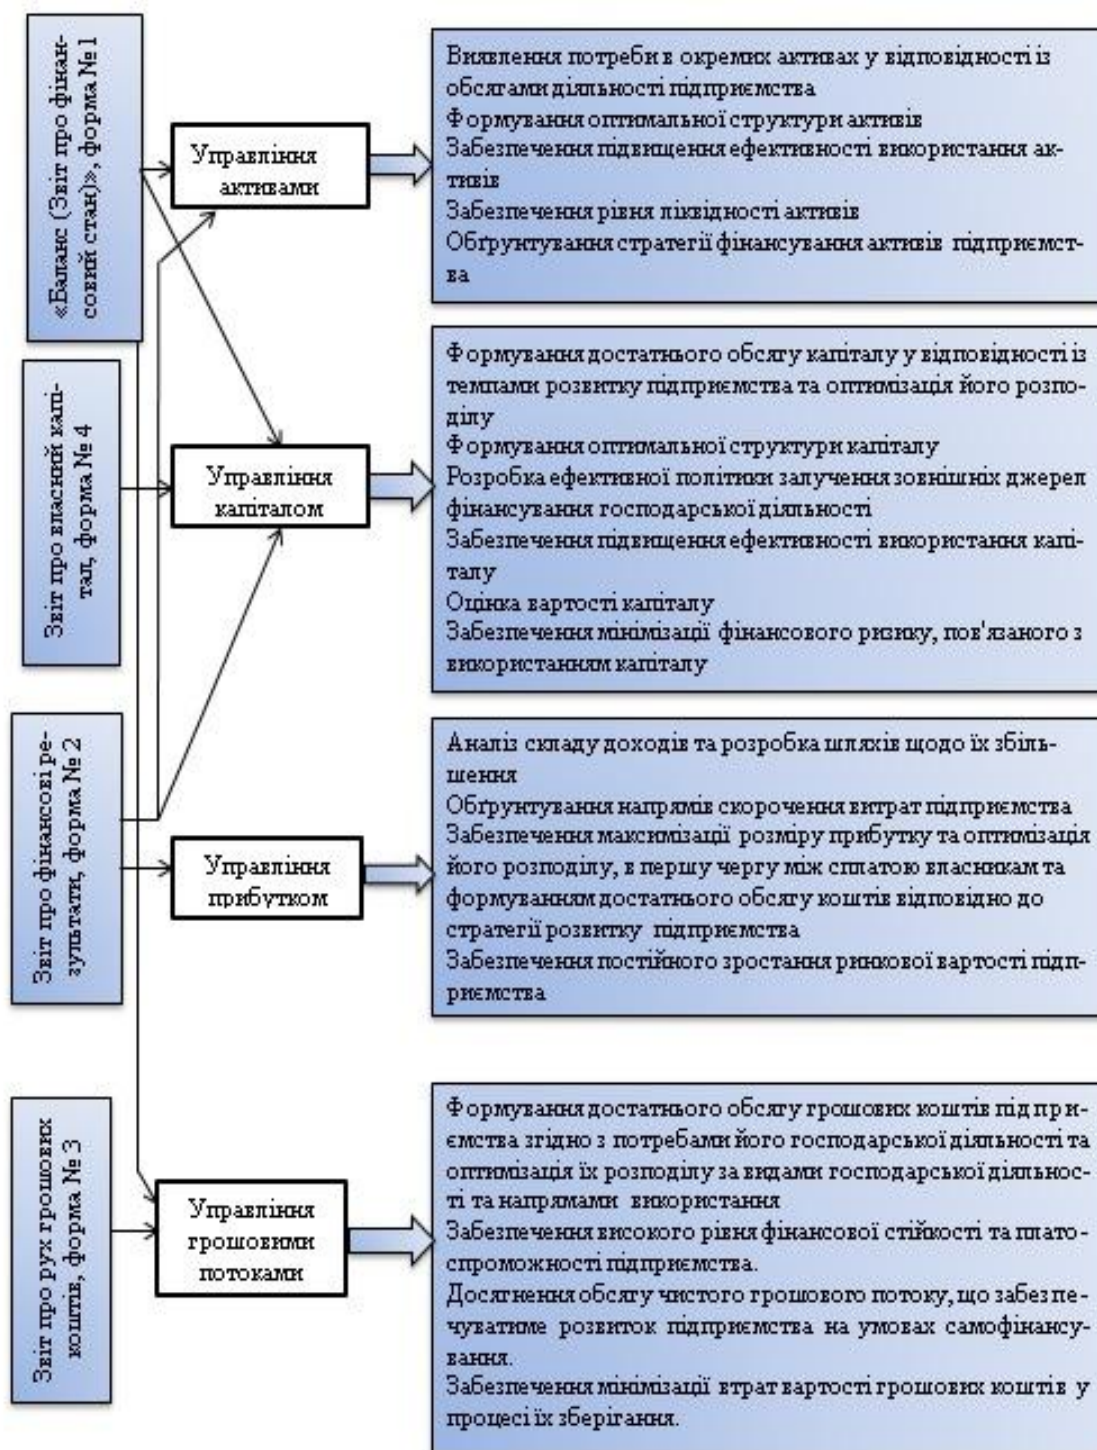 «Баланс (Звіт про фінан-
совий стан)», форма № 1
Управління
активами
Виявлення потреби в окремих активах у відповідності із
обсягами діяльності підприємства
Формування оптимальної структури активів
Забезпечення підвищення ефективності використання ак-
тивів
Забезпечення рівня ліквідності активів
Обґрунтування стратегії фінансування активів підприємст-
ва
Звіт про власний капі-
тал, форма № 4
Управління
капіталом
Формування достатнього обсягу капіталу у відповідності із
темпами розвитку підприємства та оптимізація його розпо-
ділу
Формування оптимальної структури капіталу
Розробка ефективної політики залучення зовнішніх джерел
фінансування господарської діяльності
Забезпечення підвищення ефективності використання капі-
талу
Оцінка вартості капіталу
Забезпечення мінімізації фінансового ризику, пов'язаного з
використанням капіталу
Звіт про фінансові ре-
зультати, форма № 2
Управління
прибутком
Аналіз складу доходів та розробка шляхів щодо їх збіль-
шення
Обґрунтування напрямів скорочення витрат підприємства
Забезпечення максимізації розміру прибутку та оптимізація
його розподілу, в першу чергу між сплатою власникам та
формуванням достатнього обсягу коштів відповідно до
стратегії розвитку підприємства
Забезпечення постійного зростання ринкової вартості підп-
риємства
Звіт про рух грошових
коштів, форма № 3
Управління
грошовими
потоками
Формування достатнього обсягу грошових коштів підпри-
ємства згідно з потребами його господарської діяльності та
оптимізація їх розподілу за видами господарської діяльнос-
ті та напрямами використання
Забезпечення високого рівня фінансової стійкості та плато-
спроможності підприємства.
Досягнення обсягу чистого грошового потоку, що забезпе-
чуватиме розвиток підприємства на умовах самофінансу-
вання.
Забезпечення мінімізації втрат вартості грошових коштів у
процесі їх зберігання.